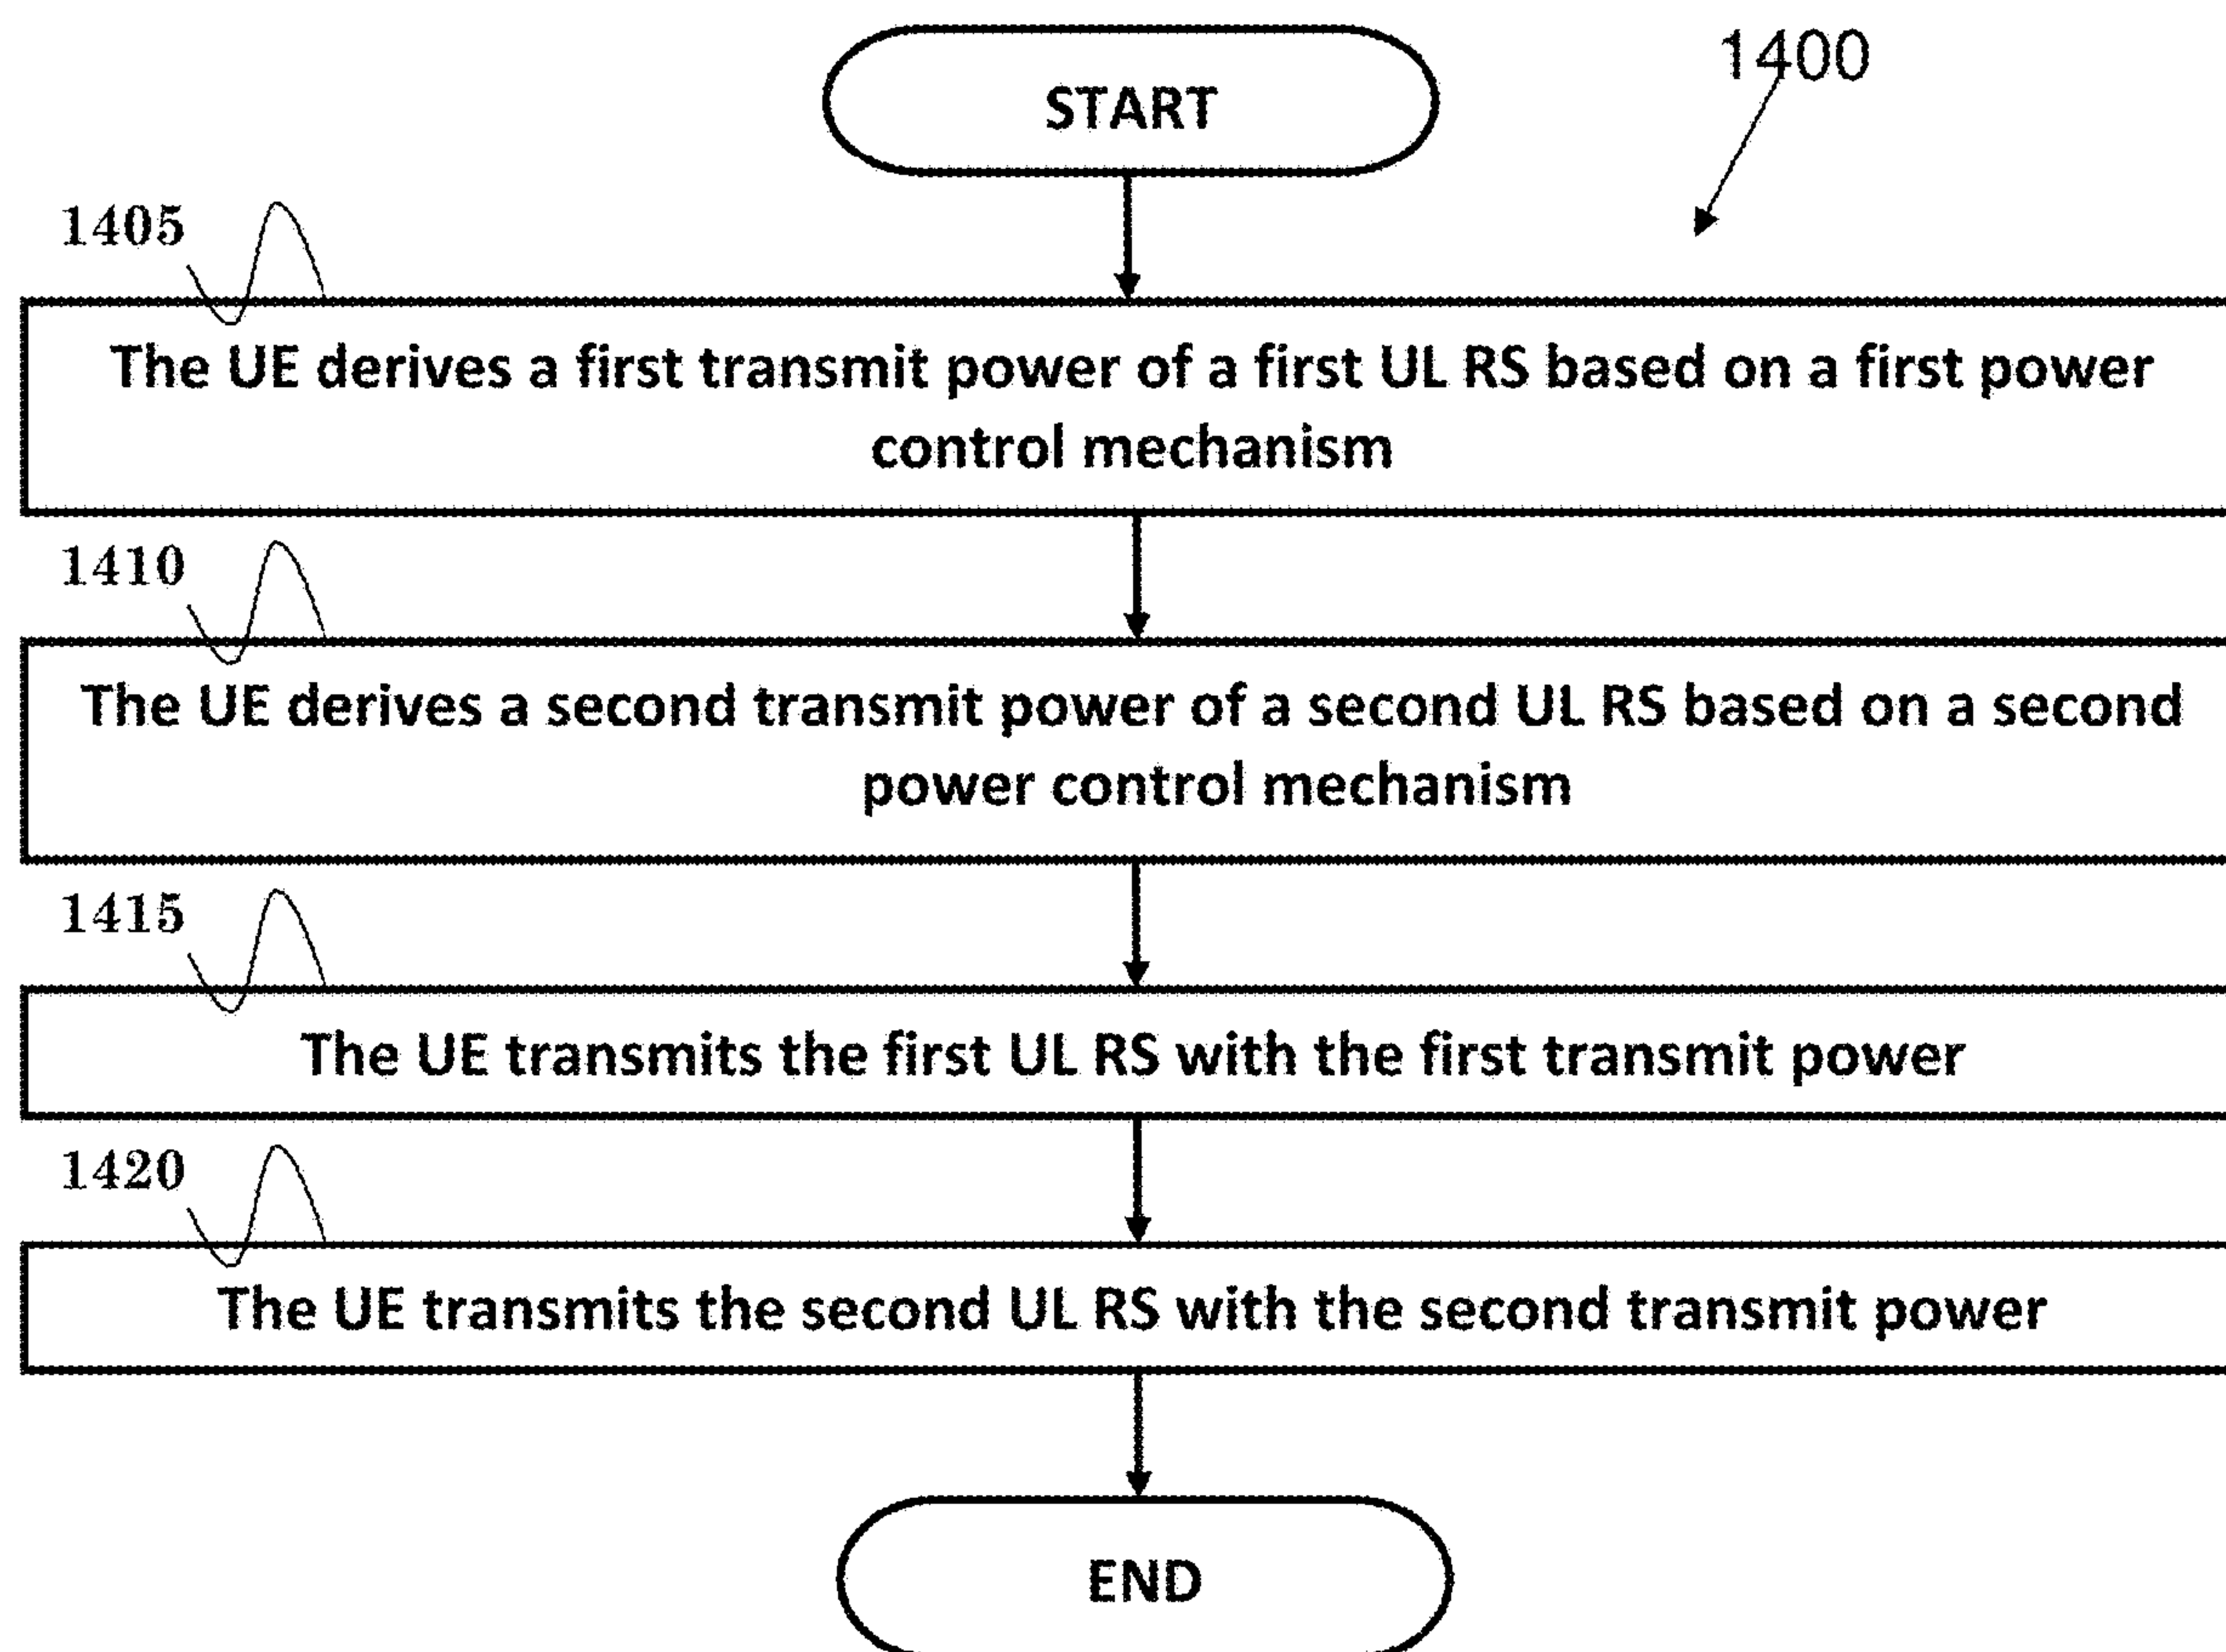 START
1400
1405
The UE derives a first transmit power of a first UL RS based on a first power
control mechanism
1410
The UE derives a second transmit power of a second UL RS based on a second
power control mechanism
1415
The UE transmits the first UL RS with the first transmit power
1420
The UE transmits the second UL RS with the second transmit power
END